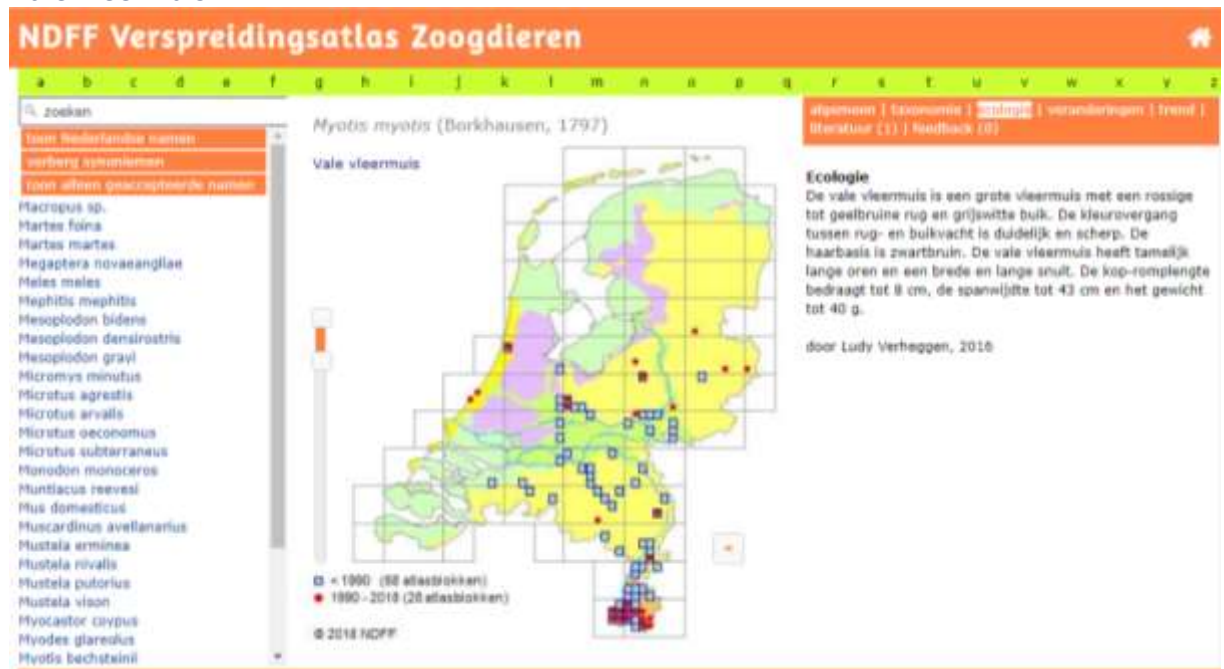 NDFF Verspreidingsatlas Zoogdieren
a b c d e f g h i j k l m n o p q r s t u v w x y z
zoeken
toon Nederlandse namen
verberg synoniemen
toon alleen geaccepteerde namen
Macropus sp.
Martes foina
Martes martes
Megaptera novaeangliae
Meles meles
Mephitis mephitis
Mesoplodon bidens
Mesoplodon densirostris
Mesoplodon grayi
Micromys minutus
Microtus agrestis
Microtus arvalis
Microtus oeconomus
Microtus subterraneus
Monodon monoceros
Muntiacus reevesi
Mus domesticus
Muscardinus avellanarius
Mustela erminea
Mustela nivalis
Mustela putorius
Mustela vison
Myocastor coypus
Myodes glareolus
Myotis bechsteinii
Myotis myotis (Borkhausen, 1797)
Vale vleermuis
< 1990 (68 atlasblokken)
1990 - 2018 (28 atlasblokken)
© 2018 NDFF
algemeen | taxonomie | ecologie | veranderingen | trend |
literatuur (1) | feedback (0)
Ecologie
De vale vleermuis is een grote vleermuis met een rossige
tot geelbruine rug en grijswitte buik. De kleurovergang
tussen rug- en buikvacht is duidelijk en scherp. De
haarbasis is zwartbruin. De vale vleermuis heeft tamelijk
lange oren en een brede en lange snuit. De kop-romplengte
bedraagt tot 8 cm, de spanwijdte tot 43 cm en het gewicht
tot 40 g.
door Ludy Verheggen, 2016